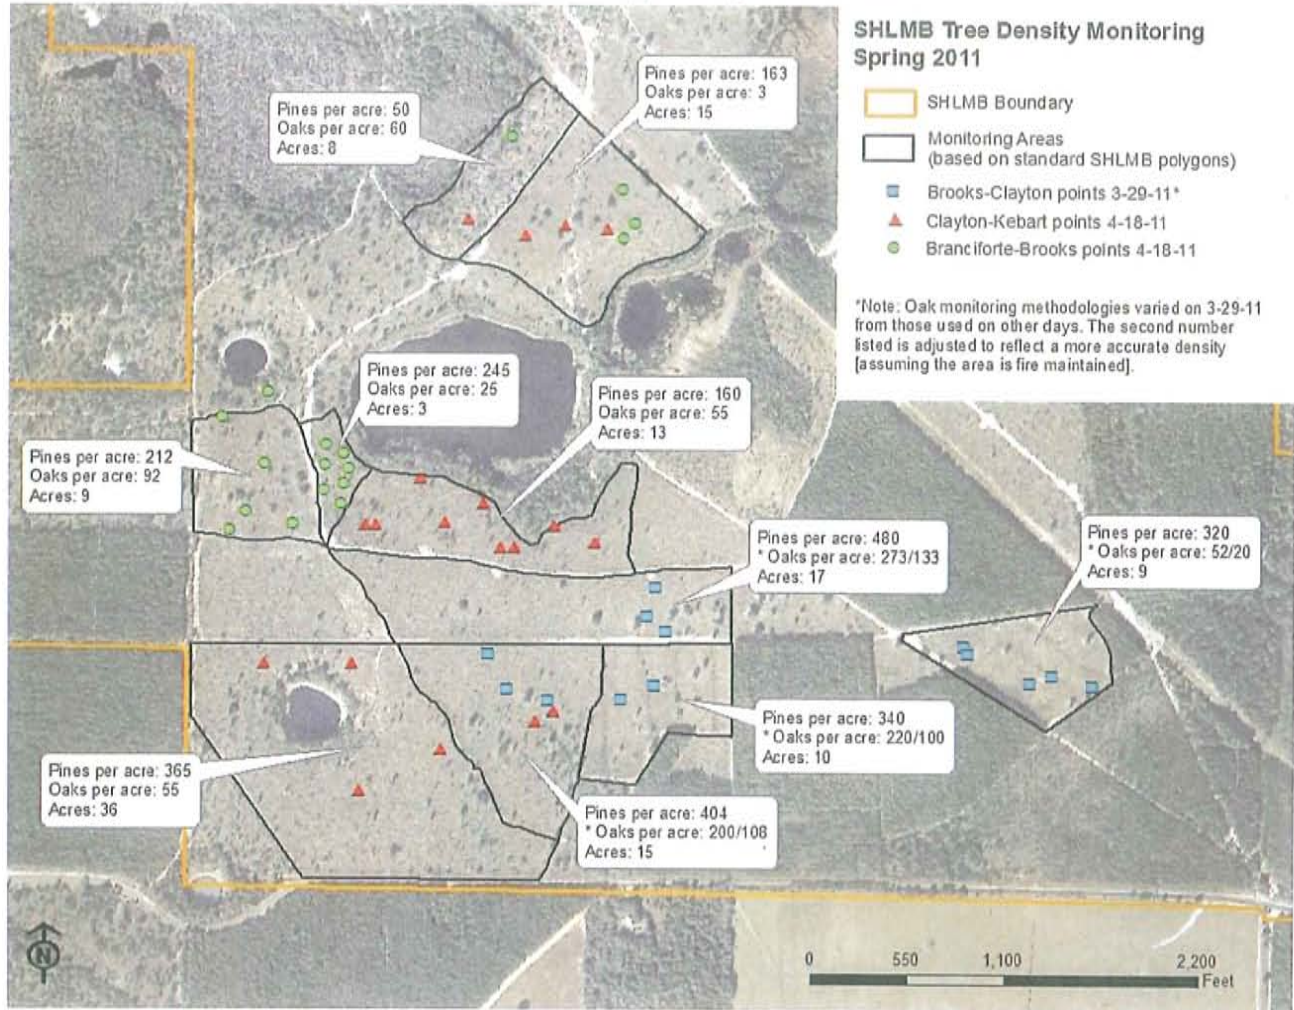 SHLMB Tree Density Monitoring
Spring 2011
SHLMB Boundary
Monitoring Areas
(based on standard SHLMB polygons)
Brooks-Clayton points 3-29-11*
Clayton-Kebart points 4-18-11
Branciforte-Brooks points 4-18-11
*Note: Oak monitoring methodologies varied on 3-29-11
from those used on other days. The second number
listed is adjusted to reflect a more accurate density
[assuming the area is fire maintained].
Pines per acre: 163
Oaks per acre: 3
Acres: 15
Pines per acre: 50
Oaks per acre: 60
Acres: 8
Pines per acre: 245
Oaks per acre: 25
Acres: 3
Pines per acre: 160
Oaks per acre: 55
Acres: 13
Pines per acre: 212
Oaks per acre: 92
Acres: 9
Pines per acre: 480
* Oaks per acre: 273/133
Acres: 17
Pines per acre: 320
* Oaks per acre: 52/20
Acres: 9
Pines per acre: 340
* Oaks per acre: 220/100
Acres: 10
Pines per acre: 365
Oaks per acre: 55
Acres: 36
Pines per acre: 404
* Oaks per acre: 200/108
Acres: 15
N
0 550 1,100 2,200
Feet